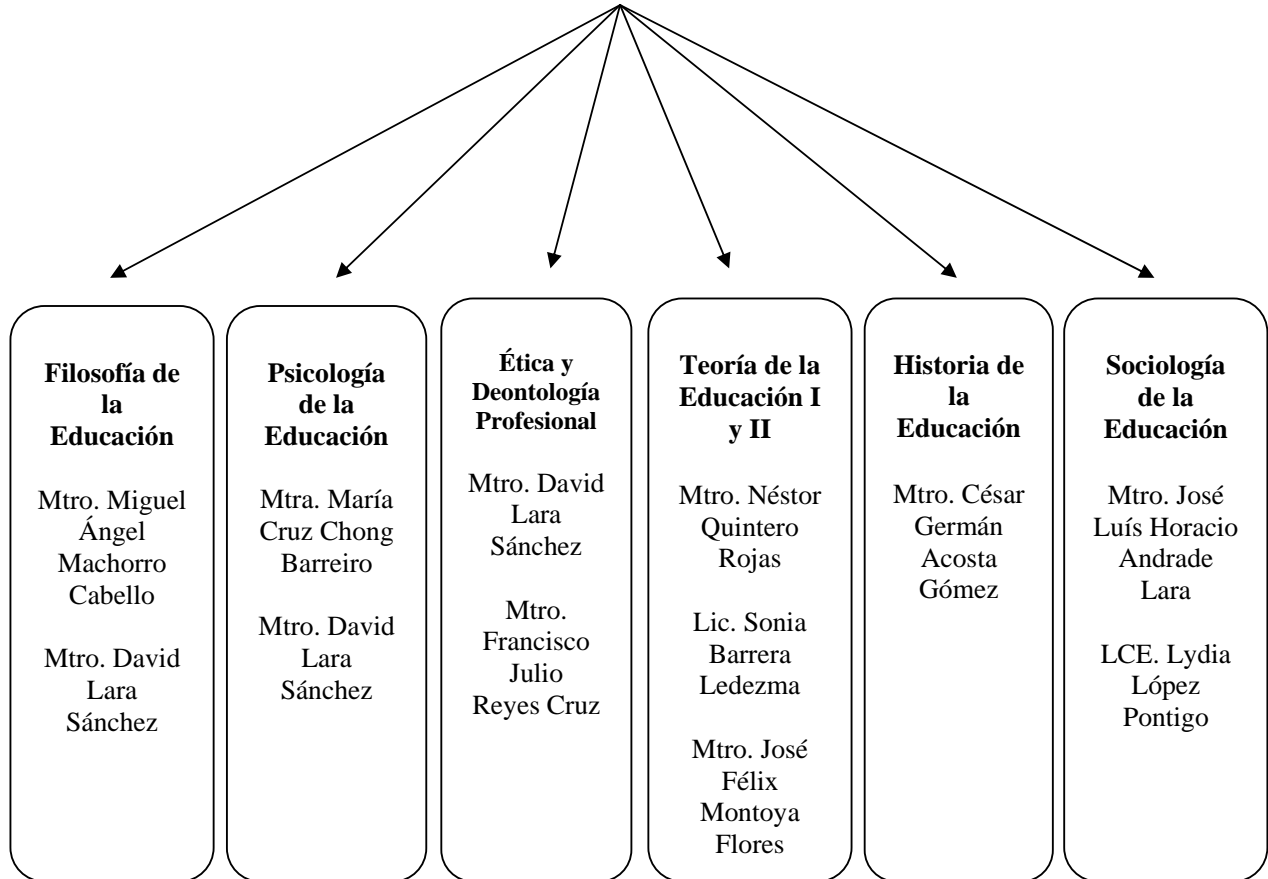 Filosofía de
la
Educación
Mtro. Miguel
Ángel
Machorro
Cabello
Mtro. David
Lara
Sánchez
Psicología
de la
Educación
Mtra. María
Cruz Chong
Barreiro
Mtro. David
Lara
Sánchez
Ética y
Deontología
Profesional
Mtro. David
Lara
Sánchez
Mtro.
Francisco
Julio
Reyes Cruz
Teoría de la
Educación I
y II
Mtro. Néstor
Quintero
Rojas
Lic. Sonia
Barrera
Ledezma
Mtro. José
Félix
Montoya
Flores
Historia de
la
Educación
Mtro. César
Germán
Acosta
Gómez
Sociología
de la
Educación
Mtro. José
Luís Horacio
Andrade
Lara
LCE. Lydia
López
Pontigo